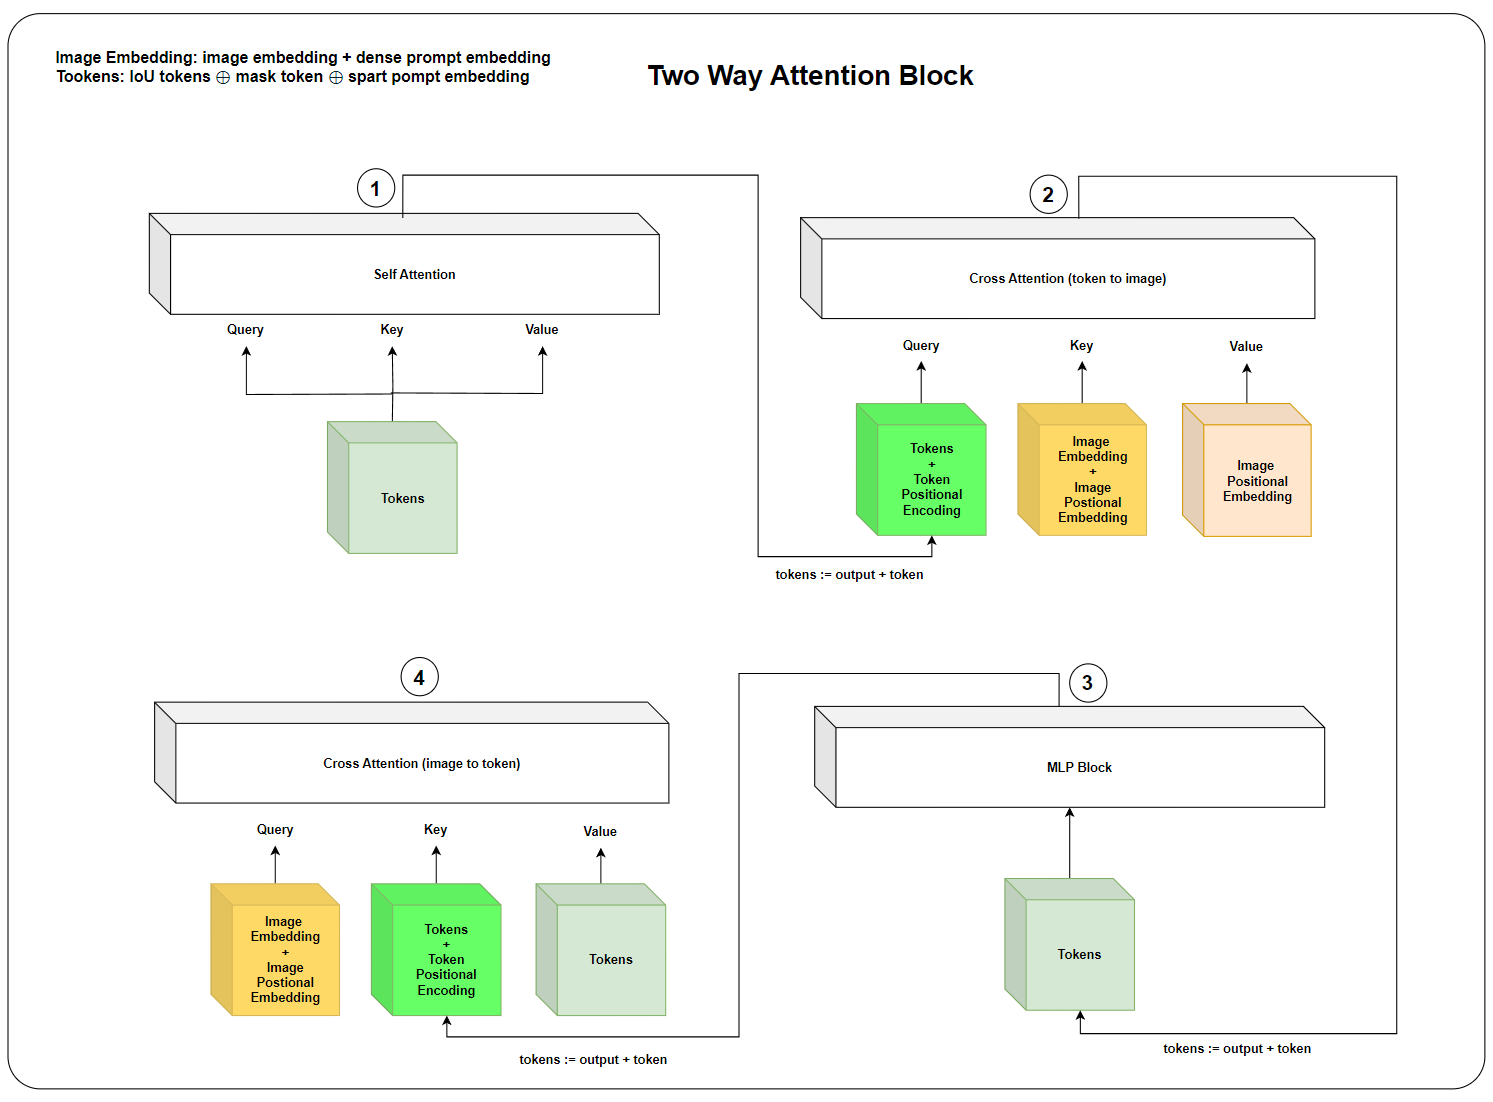 Image Embedding: image embedding + dense prompt embedding
Tookens: IoU tokens ⊕ mask token ⊕ spart pompt embedding
Two Way Attention Block
1
Self Attention
Query Key Value
Tokens
2
Cross Attention (token to image)
Query Key Value
Tokens
+
Token
Positional
Encoding
Image
Embedding
+
Image
Postional
Embedding
Image
Positional
Embedding
tokens := output + token
4
Cross Attention (image to token)
Query Key Value
Image
Embedding
+
Image
Postional
Embedding
Tokens
+
Token
Positional
Encoding
Tokens
tokens := output + token
3
MLP Block
Tokens
tokens := output + token